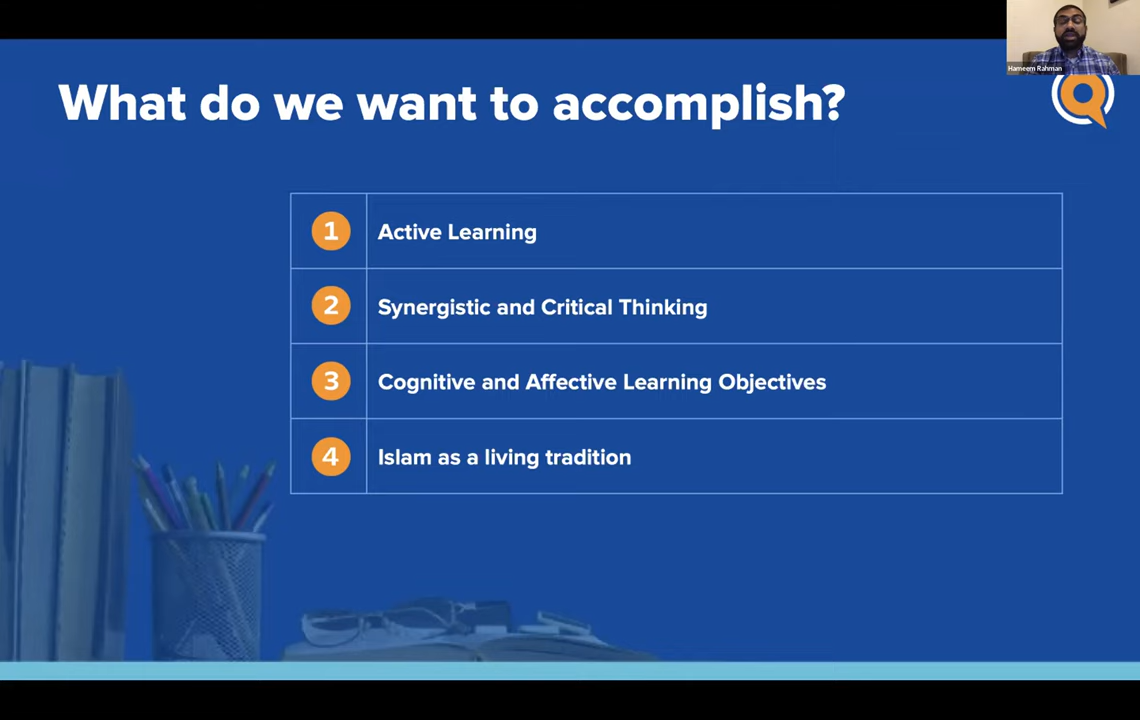 Hameem Rahman
What do we want to accomplish?
1 Active Learning
2 Synergistic and Critical Thinking
3 Cognitive and Affective Learning Objectives
4 Islam as a living tradition